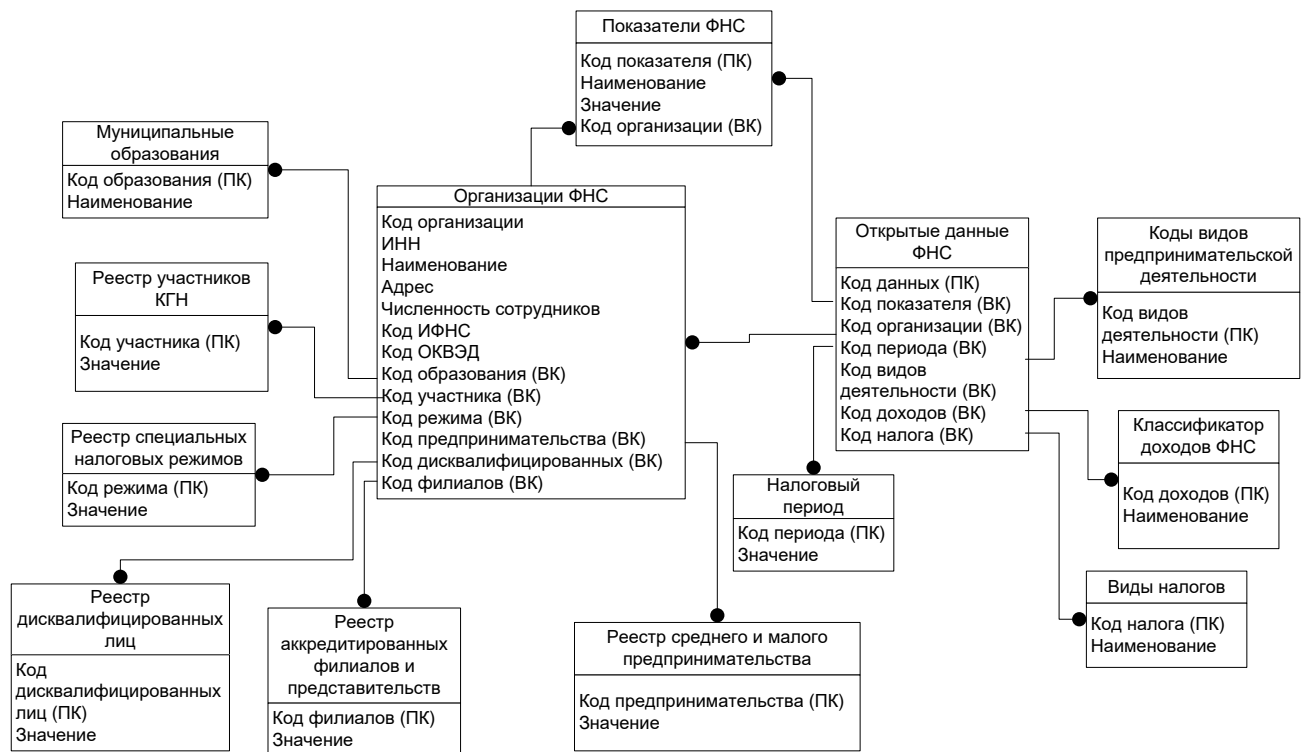 Показатели ФНС
Код показателя (ПК)
Наименование
Значение
Код организации (ВК)
Муниципальные
образования
Код образования (ПК)
Наименование
Организации ФНС
Код организации
ИНН
Наименование
Адрес
Численность сотрудников
Код ИФНС
Код ОКВЭД
Код образования (ВК)
Код участника (ВК)
Код режима (ВК)
Код предпринимательства (ВК)
Код дисквалифицированных (ВК)
Код филиалов (ВК)
Открытые данные
ФНС
Код данных (ПК)
Код показателя (ВК)
Код организации (ВК)
Код периода (ВК)
Код видов
деятельности (ВК)
Код доходов (ВК)
Код налога (ВК)
Коды видов
предпринимательской
деятельности
Код видов
деятельности (ПК)
Наименование
Реестр участников
КГН
Код участника (ПК)
Значение
Реестр специальных
налоговых режимов
Код режима (ПК)
Значение
Классификатор
доходов ФНС
Код доходов (ПК)
Наименование
Налоговый
период
Код периода (ПК)
Значение
Виды налогов
Код налога (ПК)
Наименование
Реестр
дисквалифицированных
лиц
Код
дисквалифицированных
лиц (ПК)
Значение
Реестр
аккредитированных
филиалов и
представительств
Код филиалов (ПК)
Значение
Реестр среднего и малого
предпринимательства
Код предпринимательства (ПК)
Значение